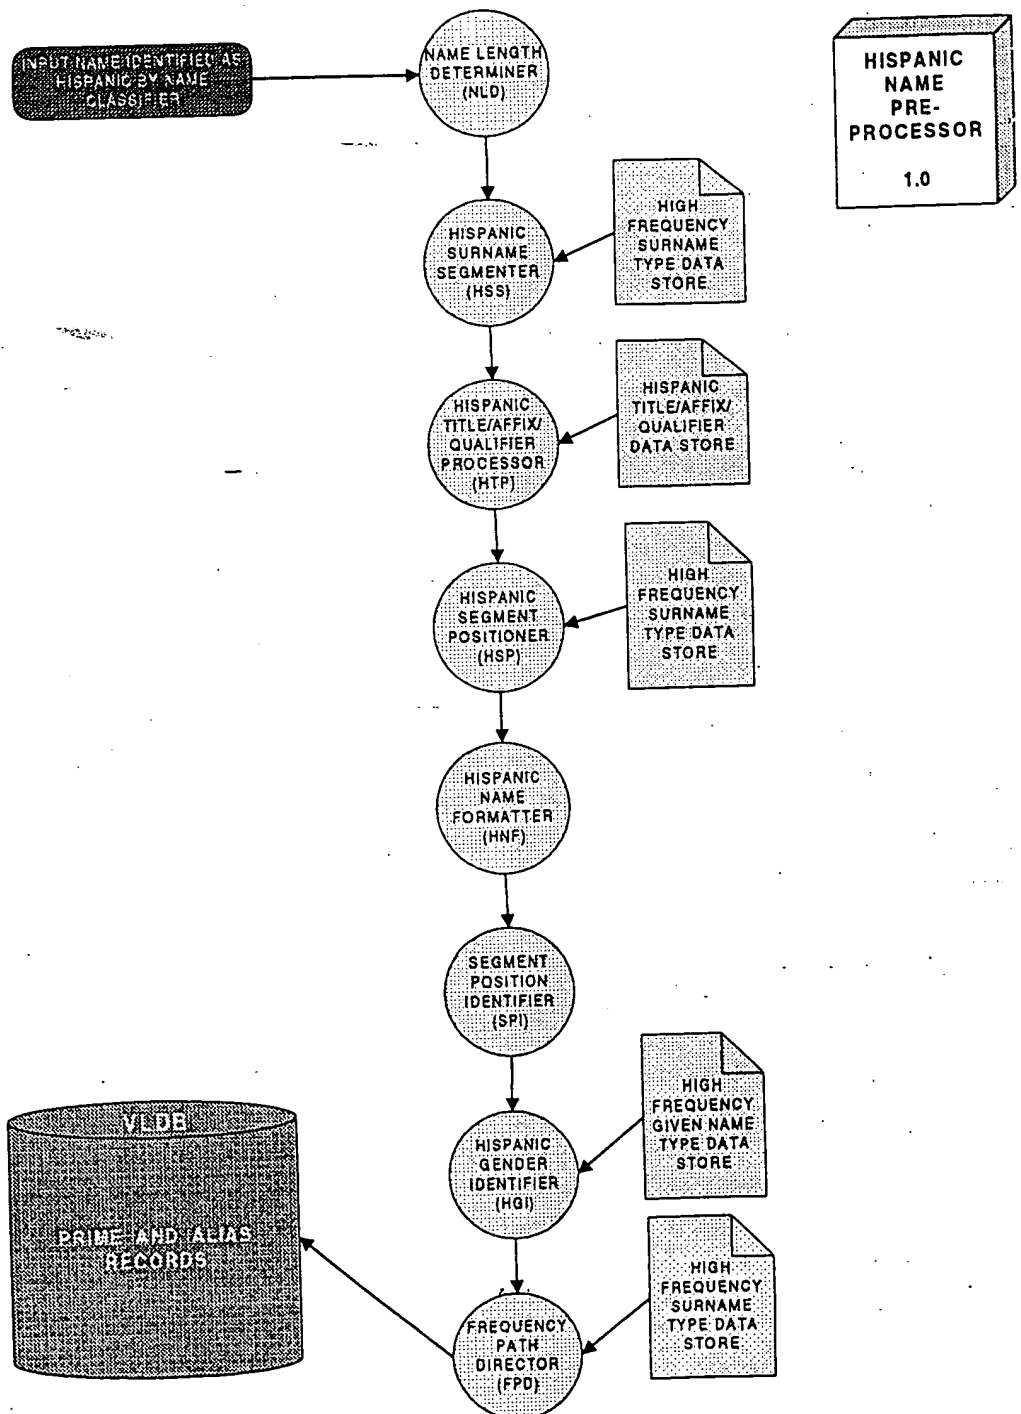 INPUT NAME IDENTIFIED AS
HISPANIC BY NAME
CLASSIFIER
NAME LENGTH
DETERMINER
(NLD)
HISPANIC
NAME
PRE-
PROCESSOR
1.0
HISPANIC
SURNAME
SEGMENTER
(HSS)
HIGH
FREQUENCY
SURNAME
TYPE DATA
STORE
HISPANIC
TITLE/AFFIX/
QUALIFIER
PROCESSOR
(HTP)
HISPANIC
TITLE/AFFIX/
QUALIFIER
DATA STORE
HISPANIC
SEGMENT
POSITIONER
(HSP)
HIGH
FREQUENCY
SURNAME
TYPE DATA
STORE
HISPANIC
NAME
FORMATTER
(HNF)
SEGMENT
POSITION
IDENTIFIER
(SPI)
HISPANIC
GENDER
IDENTIFIER
(HGI)
HIGH
FREQUENCY
GIVEN NAME
TYPE DATA
STORE
VLDB
PRIME AND ALIAS
RECORDS
FREQUENCY
PATH
DIRECTOR
(FPD)
HIGH
FREQUENCY
SURNAME
TYPE DATA
STORE